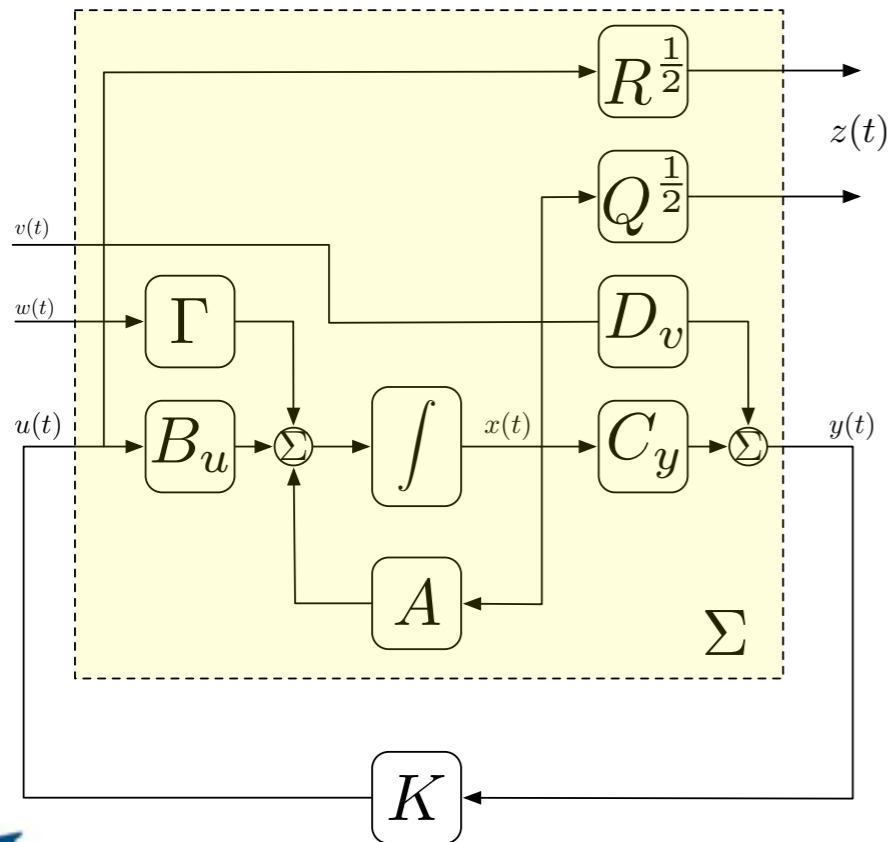 R^{1/2}
z(t)
Q^{1/2}
v(t)
w(t)
Γ
D_v
u(t)
B_u
Σ
∫
x(t)
C_y
Σ
y(t)
A
Σ
K